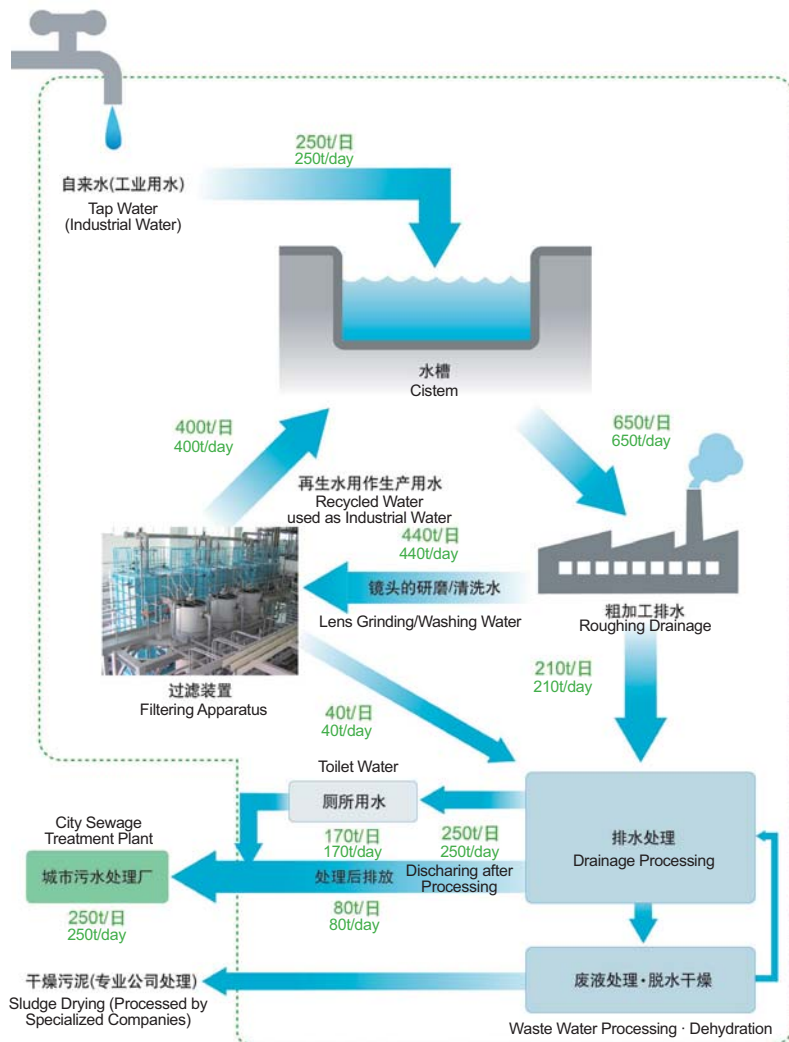 250t/日
250t/day
自来水(工业用水)
Tap Water
(Industrial Water)
水槽
Cistem
400t/日
400t/day
650t/日
650t/day
再生水用作生产用水
Recycled Water
used as Industrial Water
440t/日
440t/day
镜头的研磨/清洗水
Lens Grinding/Washing Water
粗加工排水
Roughing Drainage
过滤装置
Filtering Apparatus
210t/日
210t/day
40t/日
40t/day
Toilet Water
厕所用水
City Sewage
Treatment Plant
170t/日
170t/day
250t/日
250t/day
排水处理
Drainage Processing
城市污水处理厂
处理后排放
Discharing after
Processing
250t/日
250t/day
80t/日
80t/day
干燥污泥(专业公司处理)
Sludge Drying (Processed by
Specialized Companies)
废液处理·脱水干燥
Waste Water Processing · Dehydration